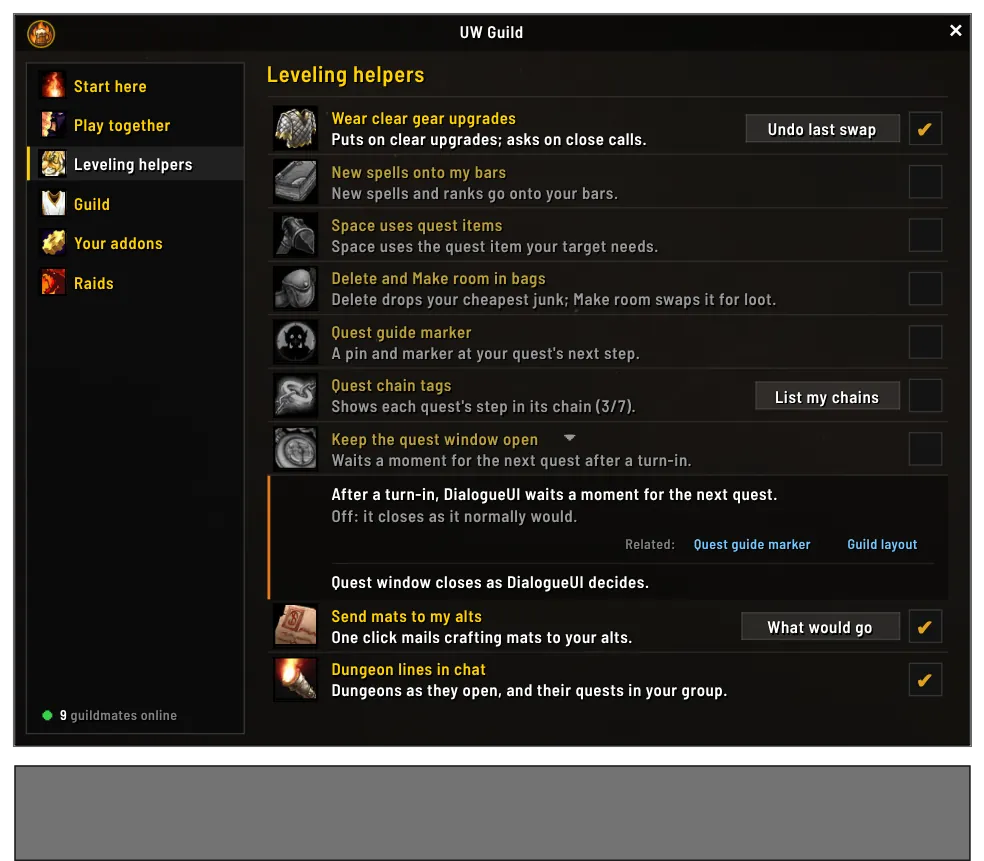 UW Guild
Start here
Play together
Leveling helpers
Guild
Your addons
Raids
9 guildmates online
Leveling helpers
Wear clear gear upgrades
Puts on clear upgrades; asks on close calls.
Undo last swap
New spells onto my bars
New spells and ranks go onto your bars.
Space uses quest items
Space uses the quest item your target needs.
Delete and Make room in bags
Delete drops your cheapest junk; Make room swaps it for loot.
Quest guide marker
A pin and marker at your quest's next step.
Quest chain tags
Shows each quest's step in its chain (3/7).
List my chains
Keep the quest window open
Waits a moment for the next quest after a turn-in.
After a turn-in, DialogueUI waits a moment for the next quest.
Off: it closes as it normally would.
Related: Quest guide marker Guild layout
Quest window closes as DialogueUI decides.
Send mats to my alts
One click mails crafting mats to your alts.
What would go
Dungeon lines in chat
Dungeons as they open, and their quests in your group.